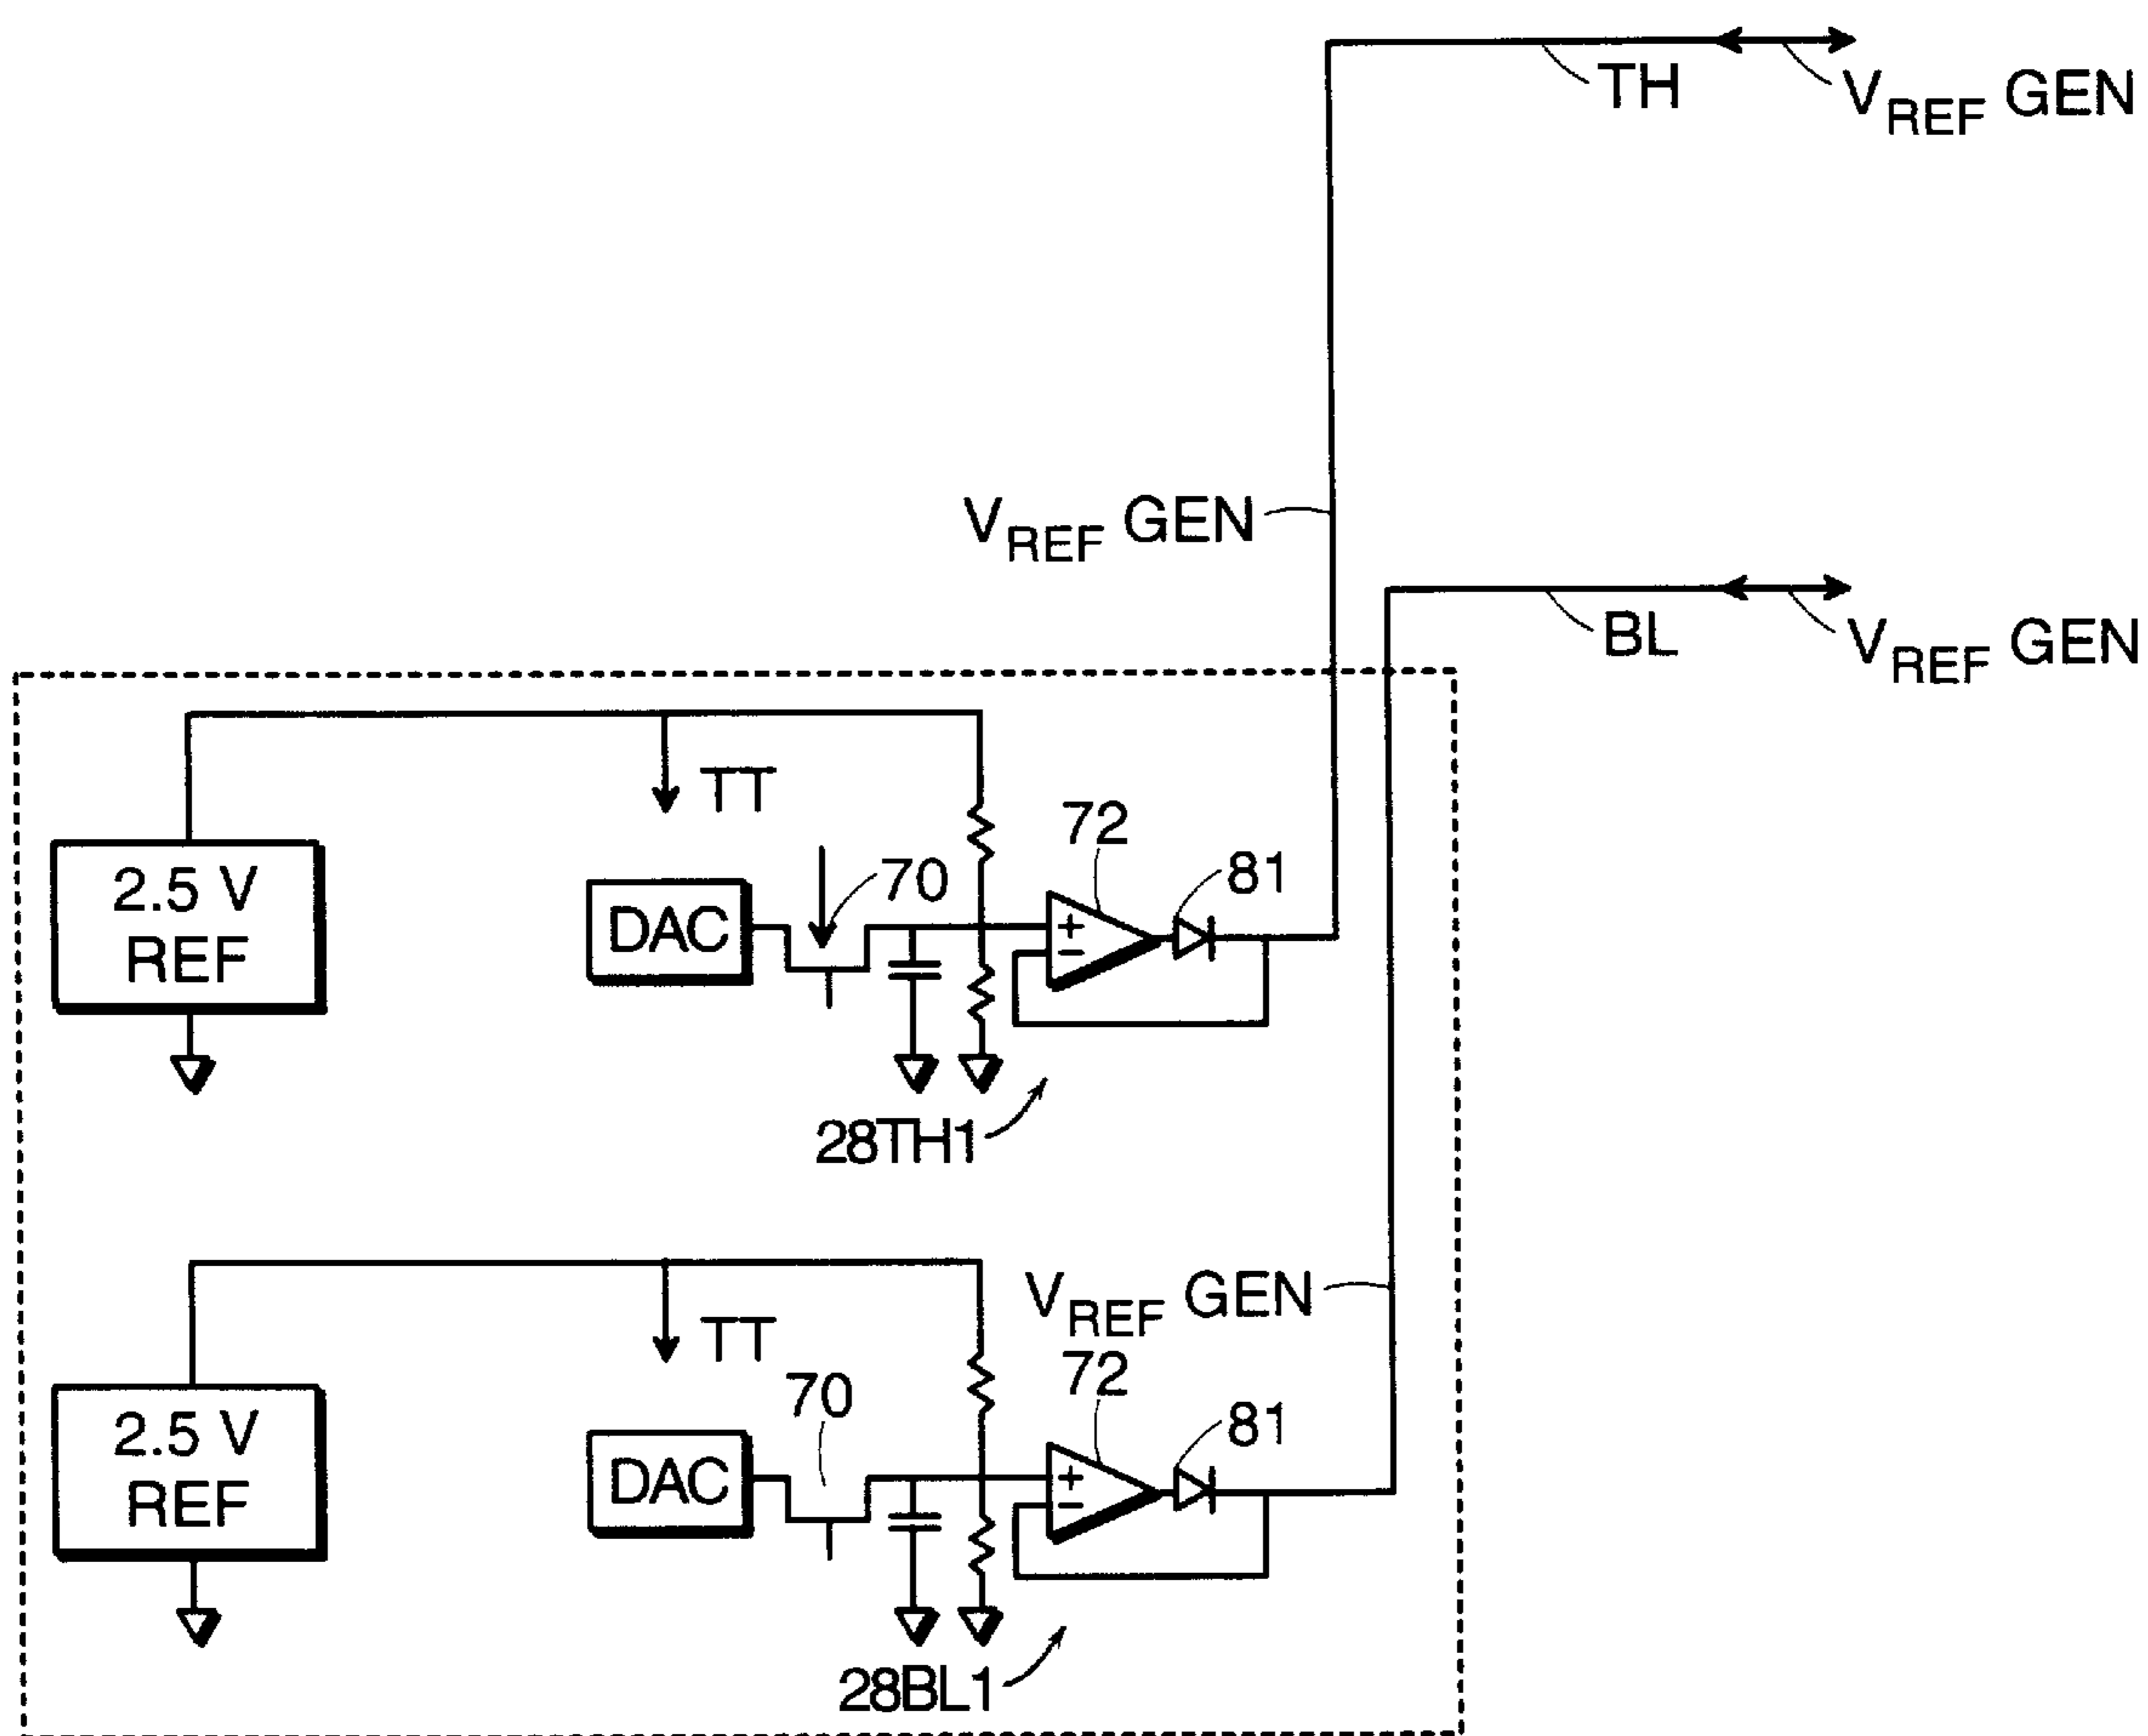 TH
VREF GEN
VREF GEN
BL
VREF GEN
TT
2.5 V
REF
DAC
70
72
81
+
−
28TH1
TT
VREF GEN
2.5 V
REF
DAC
70
72
81
+
−
28BL1